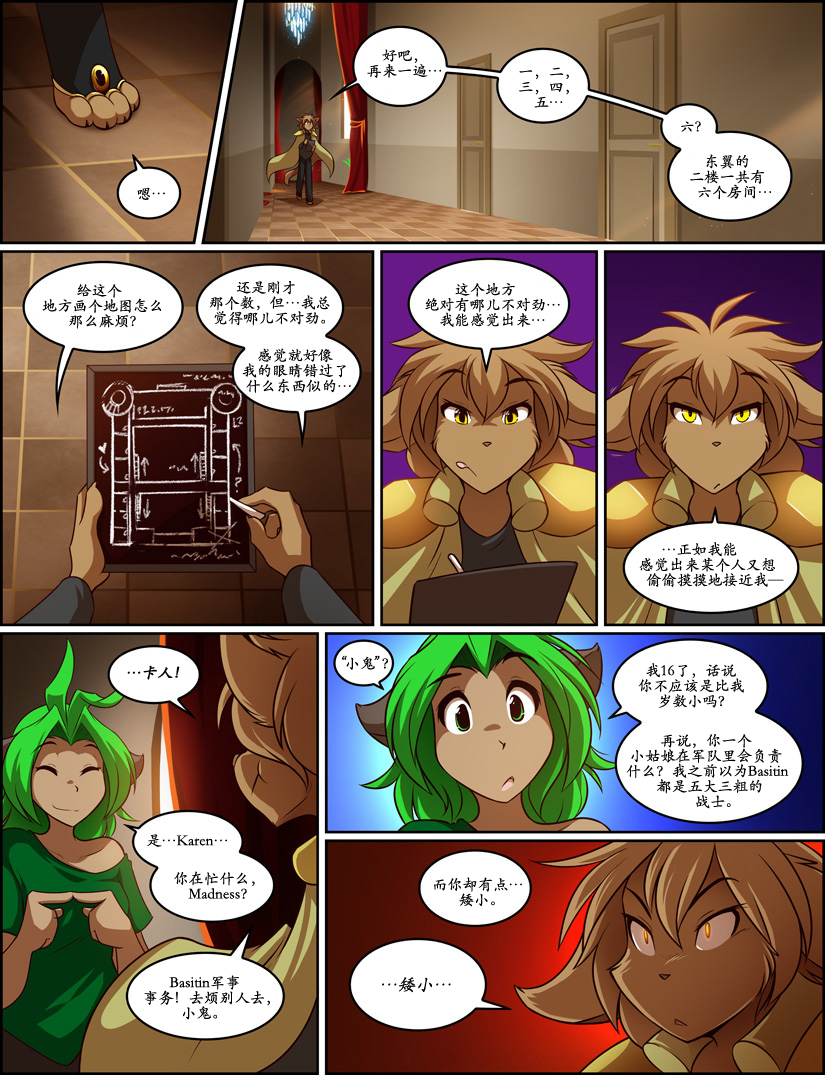 嗯⋯
好吧，
再来一遍⋯
一，二，
三，四，
五⋯
六？
东翼的
二楼一共有
六个房间⋯
给这个
地方画个地图怎么
那么麻烦？
还是刚才
那个数，但⋯我总
觉得哪儿不对劲。
感觉就好像
我的眼睛错过了
什么东西似的⋯
这个地方
绝对有哪儿不对劲⋯
我能感觉出来⋯
⋯正如我能
感觉出来某个人又想
偷偷摸摸地接近我—
⋯卡人！
是⋯Karen⋯
你在忙什么，
Madness?
Basitin军事
事务！去烦别人去，
小鬼。
“小鬼”？
我16了，话说
你不应该是比我
岁数小吗？
再说，你一个
小姑娘在军队里会负责
什么？我之前以为Basitin
都是五大三粗的
战士。
而你却有点⋯
矮小。
⋯矮小⋯